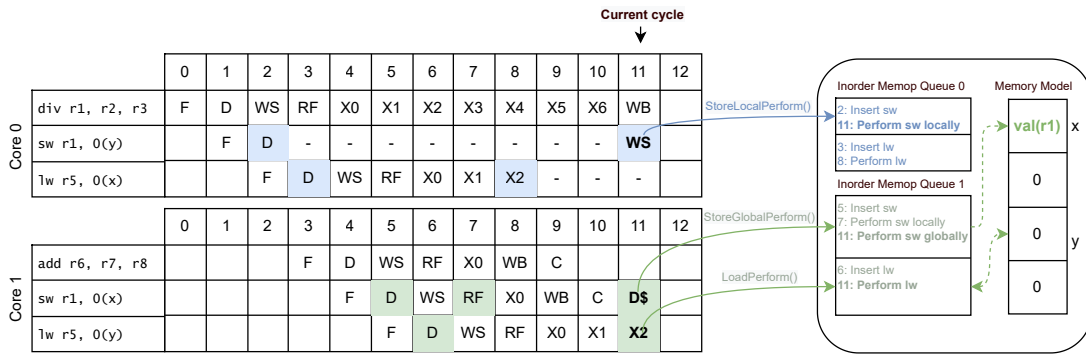 Current cycle
0 1 2 3 4 5 6 7 8 9 10 11 12
Core 0
div r1, r2, r3 F D WS RF X0 X1 X2 X3 X4 X5 X6 WB
sw r1, 0(y) F D - - - - - - - - WS
lw r5, 0(x) F D WS RF X0 X1 X2 - - -
0 1 2 3 4 5 6 7 8 9 10 11 12
Core 1
add r6, r7, r8 F D WS RF X0 WB C
sw r1, 0(x) F D WS RF X0 WB C D$
lw r5, 0(y) F D WS RF X0 X1 X2
StoreLocalPerform()
StoreGlobalPerform()
LoadPerform()
Inorder Memop Queue 0
2: Insert sw
11: Perform sw locally
3: Insert lw
8: Perform lw
Inorder Memop Queue 1
5: Insert sw
7: Perform sw locally
11: Perform sw globally
6: Insert lw
11: Perform lw
Memory Model
val(r1) x
0
0 y
0